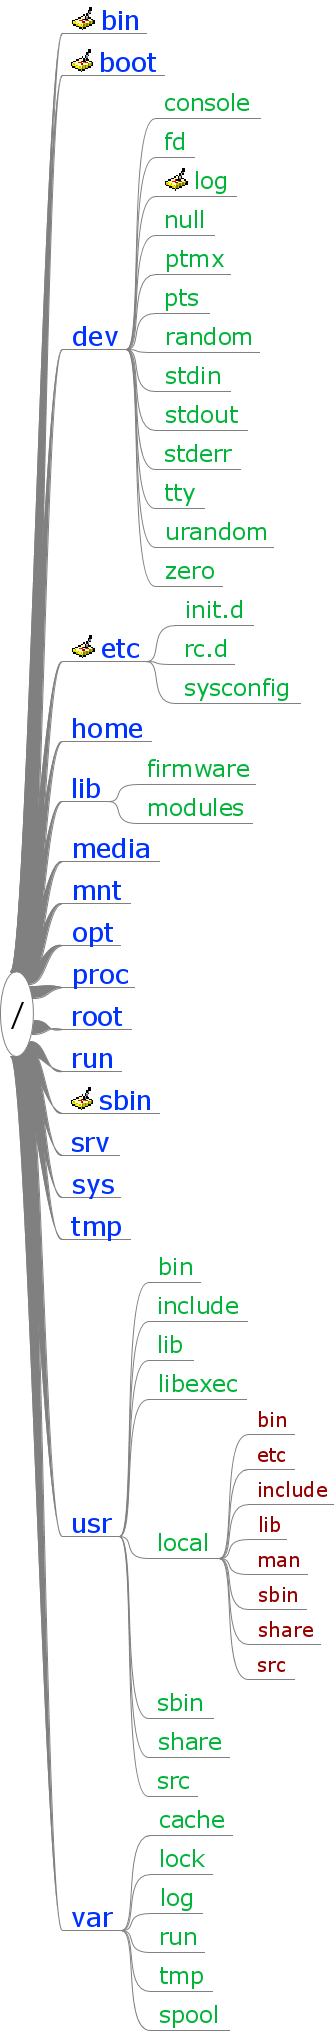 bin
boot
console
fd
log
null
ptmx
pts
random
dev
stdin
stdout
stderr
tty
urandom
zero
init.d
etc
rc.d
sysconfig
home
firmware
lib
modules
media
mnt
opt
proc
/
root
run
sbin
srv
sys
tmp
bin
include
lib
libexec
bin
etc
include
usr
lib
local
man
sbin
share
src
sbin
share
src
cache
lock
log
var
run
tmp
spool